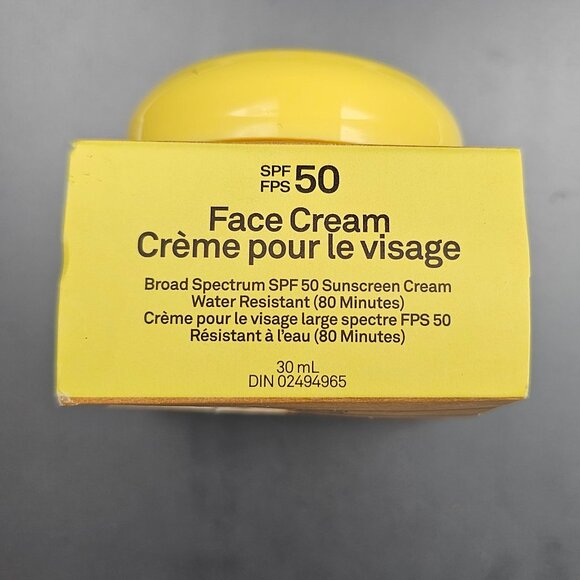 SPF
FPS 50
Face Cream
Crème pour le visage
Broad Spectrum SPF 50 Sunscreen Cream
Water Resistant (80 Minutes)
Crème pour le visage large spectre FPS 50
Résistant à l'eau (80 Minutes)
30 mL
DIN 02494965